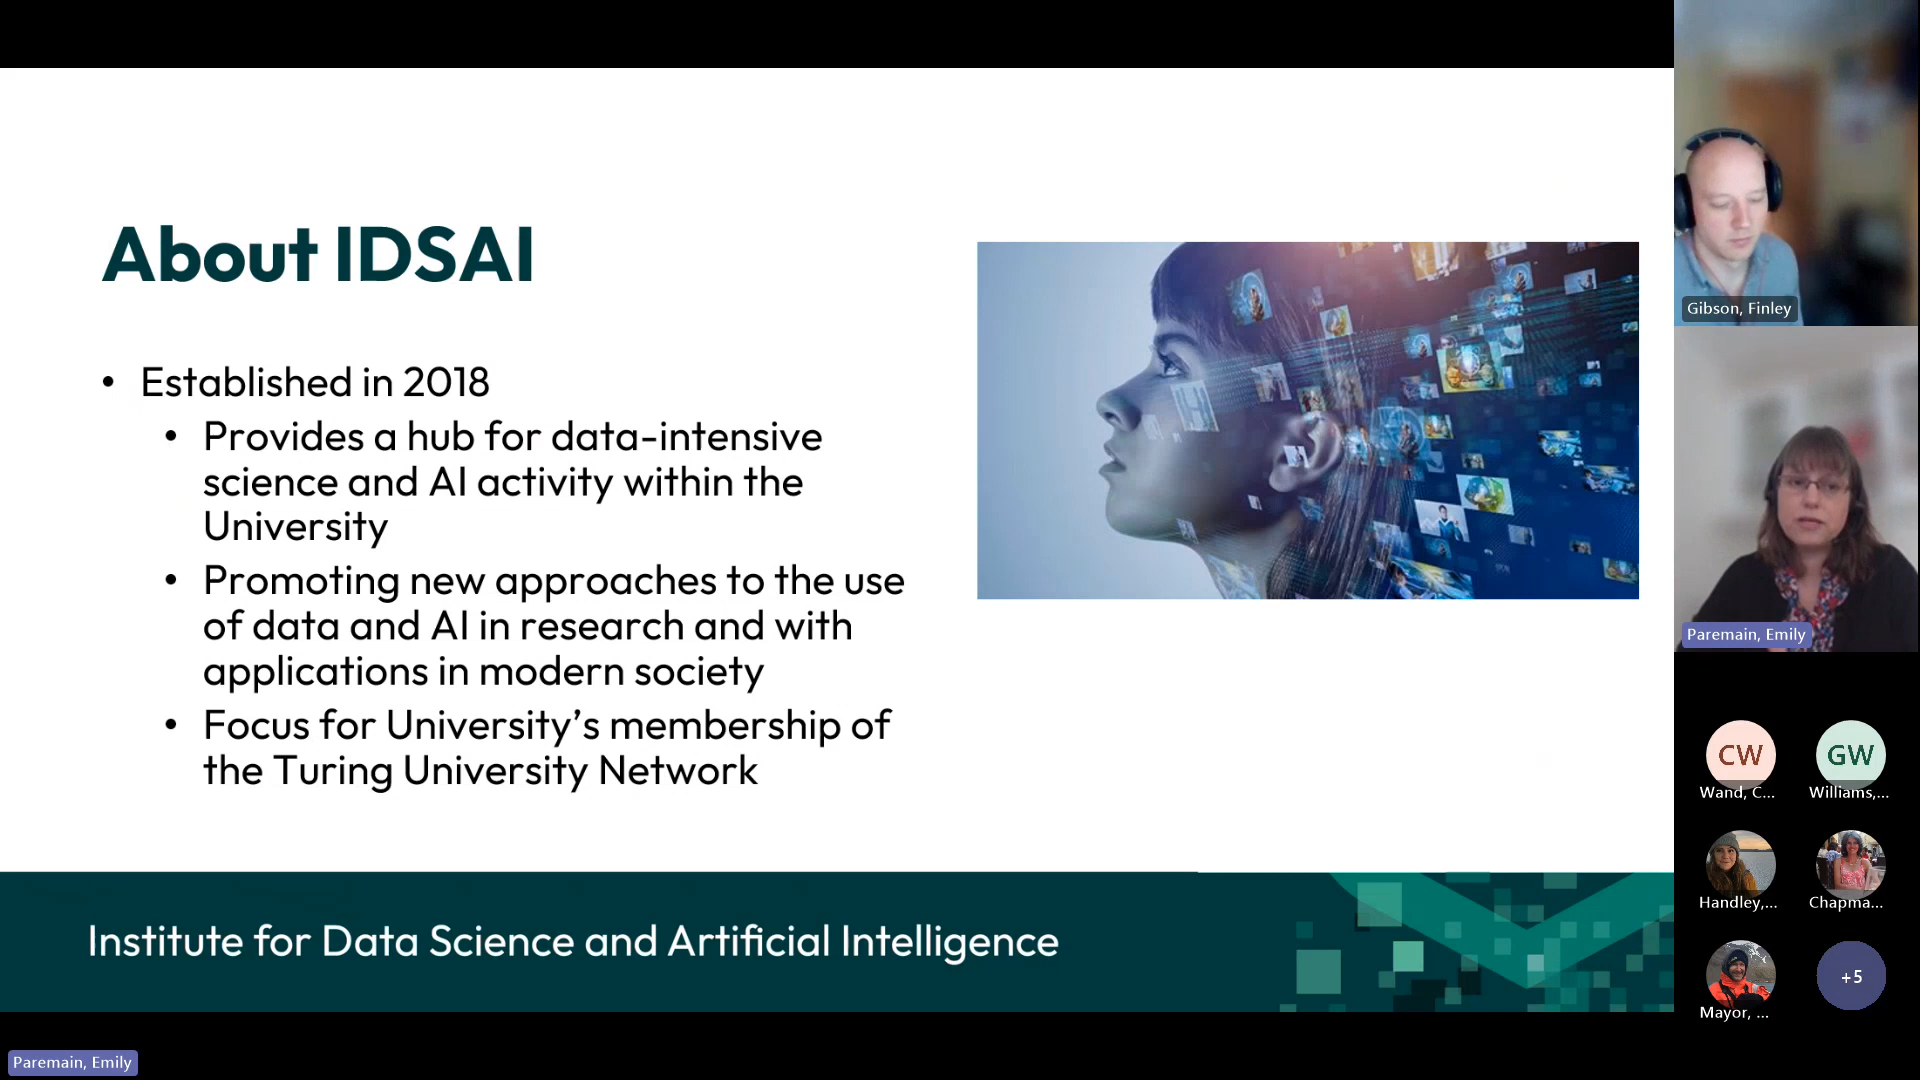 About IDSAI
• Established in 2018
• Provides a hub for data-intensive
science and AI activity within the
University
• Promoting new approaches to the use
of data and AI in research and with
applications in modern society
• Focus for University’s membership of
the Turing University Network
Institute for Data Science and Artificial Intelligence
Paremain, Emily
Gibson, Finley
Paremain, Emily
CW
GW
Wand, C...
Williams,...
Handley,...
Chapma...
Mayor, ...
+5